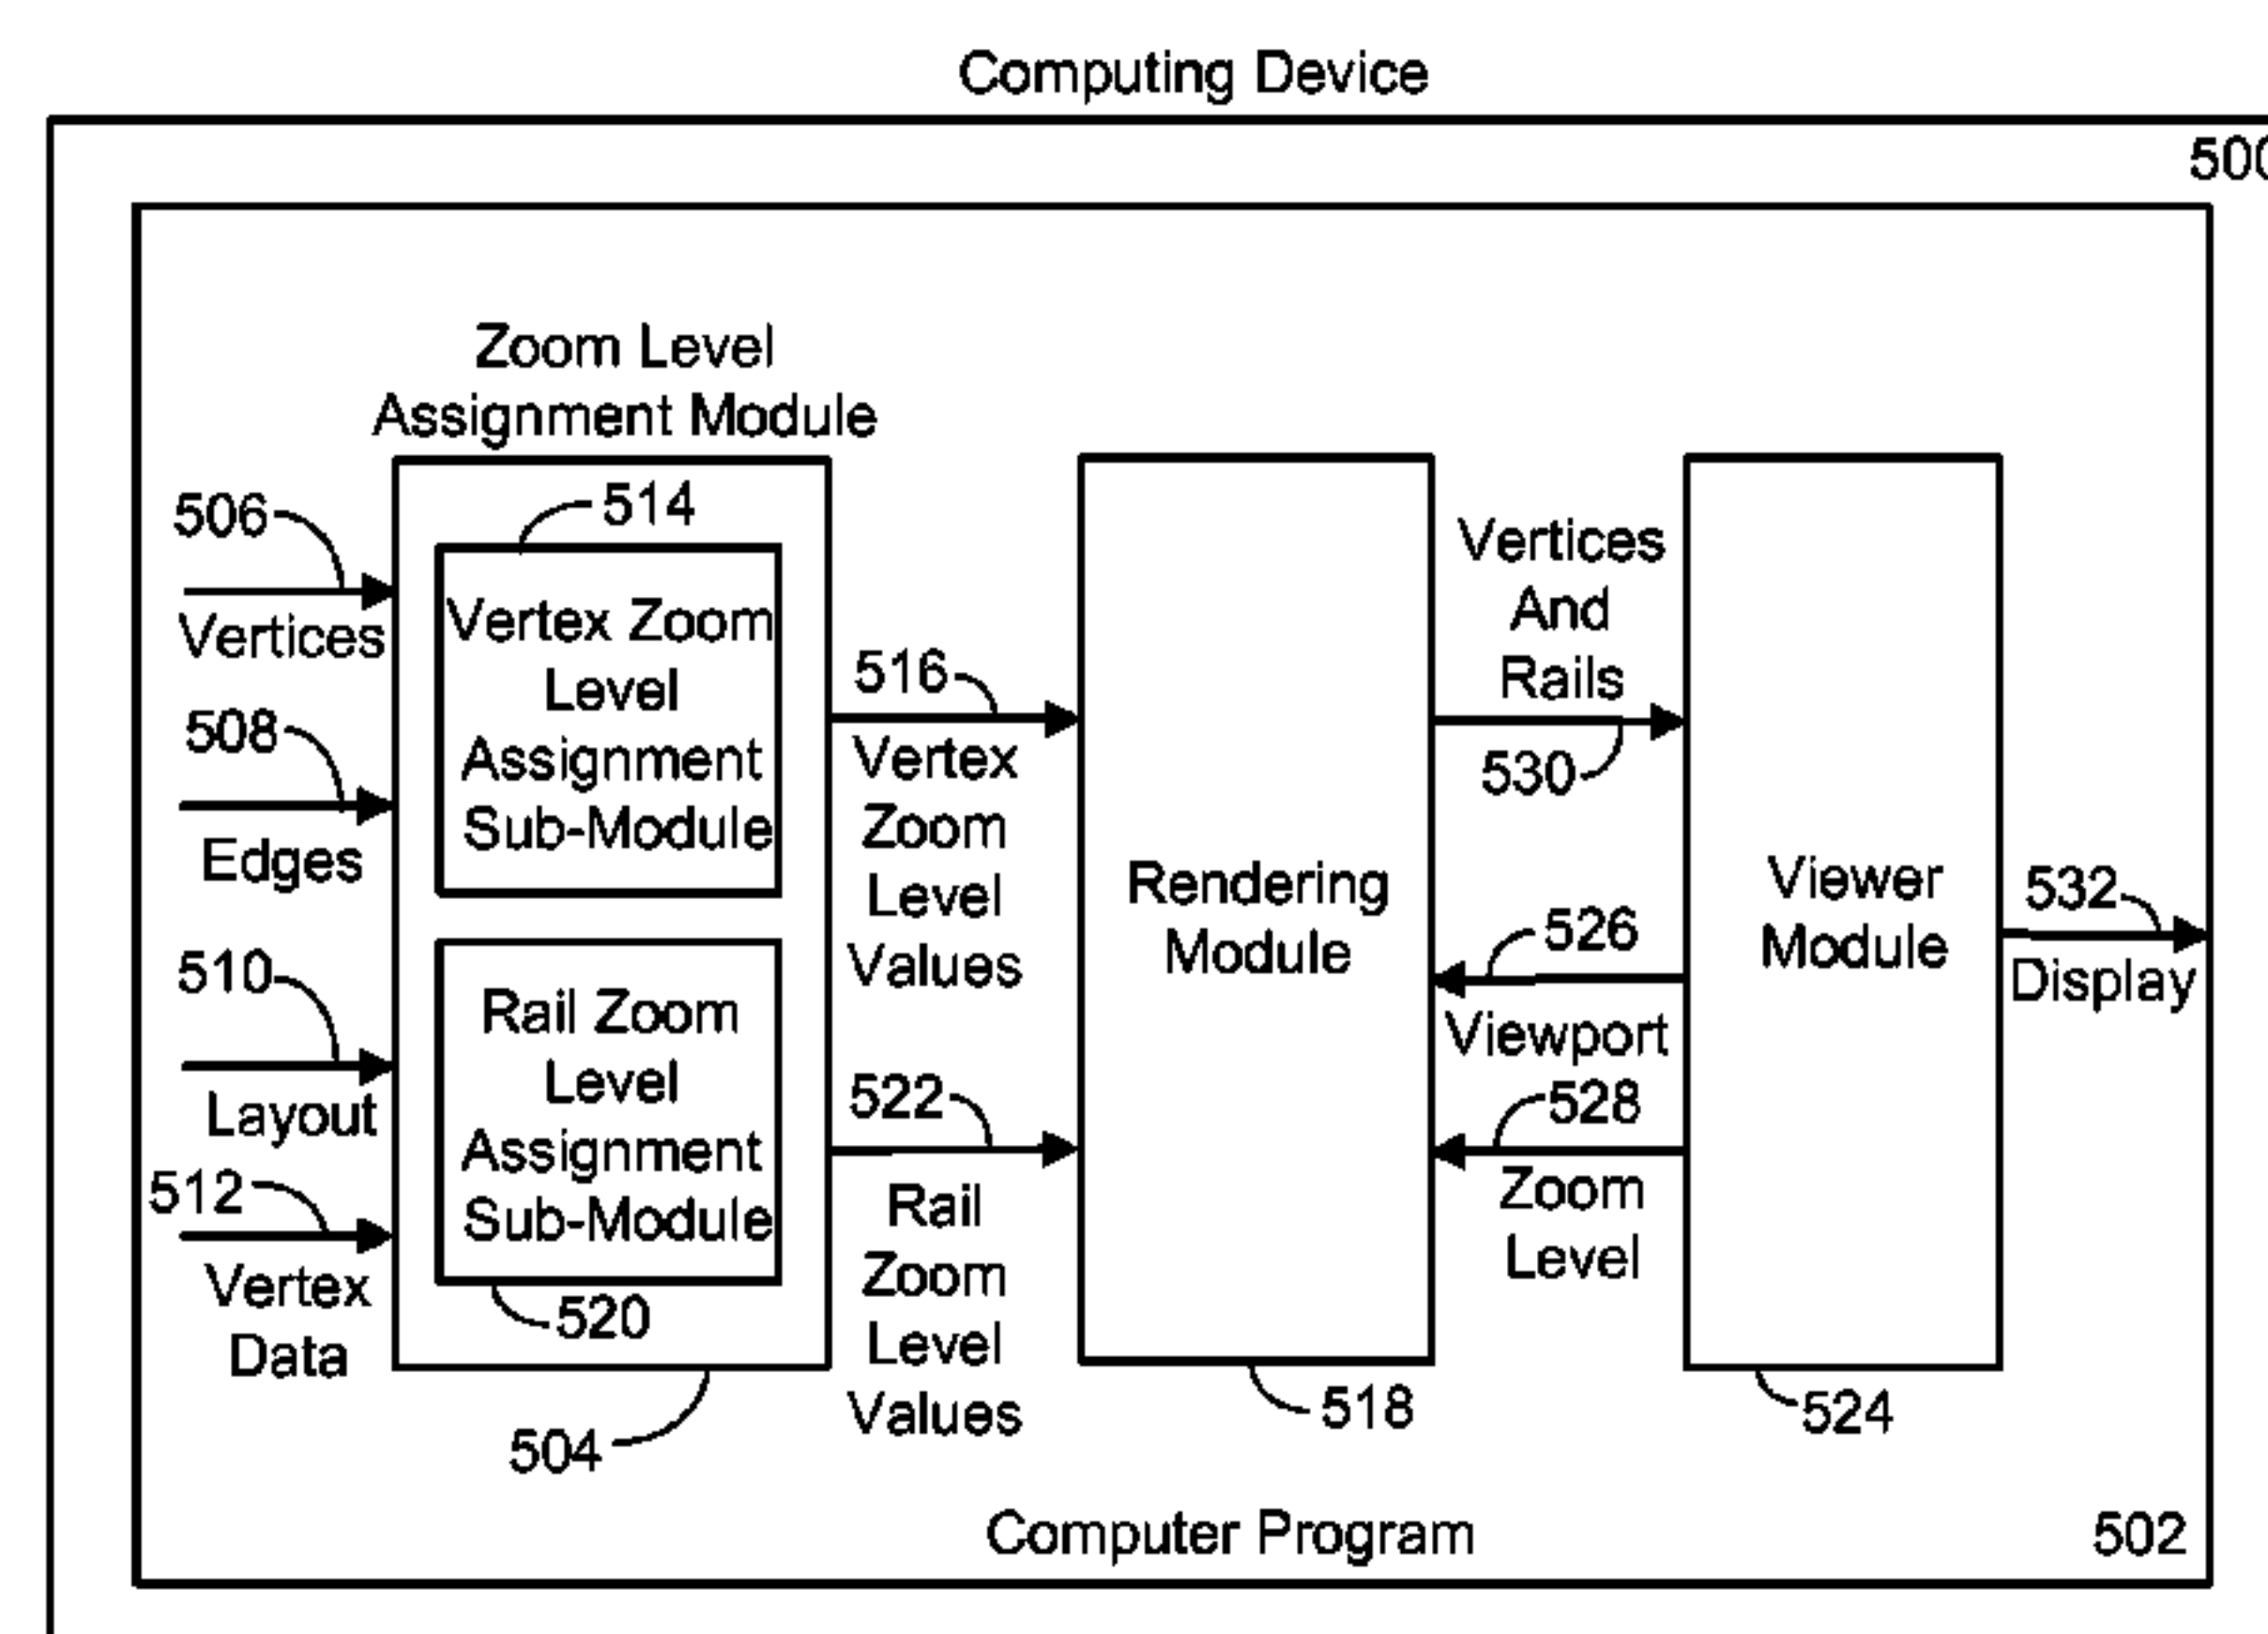 Computing Device
500
Zoom Level
Assignment Module
506
Vertices
508
Edges
510
Layout
512
Vertex
Data
514
Vertex Zoom
Level
Assignment
Sub-Module
Rail Zoom
Level
Assignment
Sub-Module
520
504
516
Vertex
Zoom
Level
Values
522
Rail
Zoom
Level
Values
Rendering
Module
518
Vertices
And
Rails
530
526
Viewport
528
Zoom
Level
Viewer
Module
524
532
Display
Computer Program
502